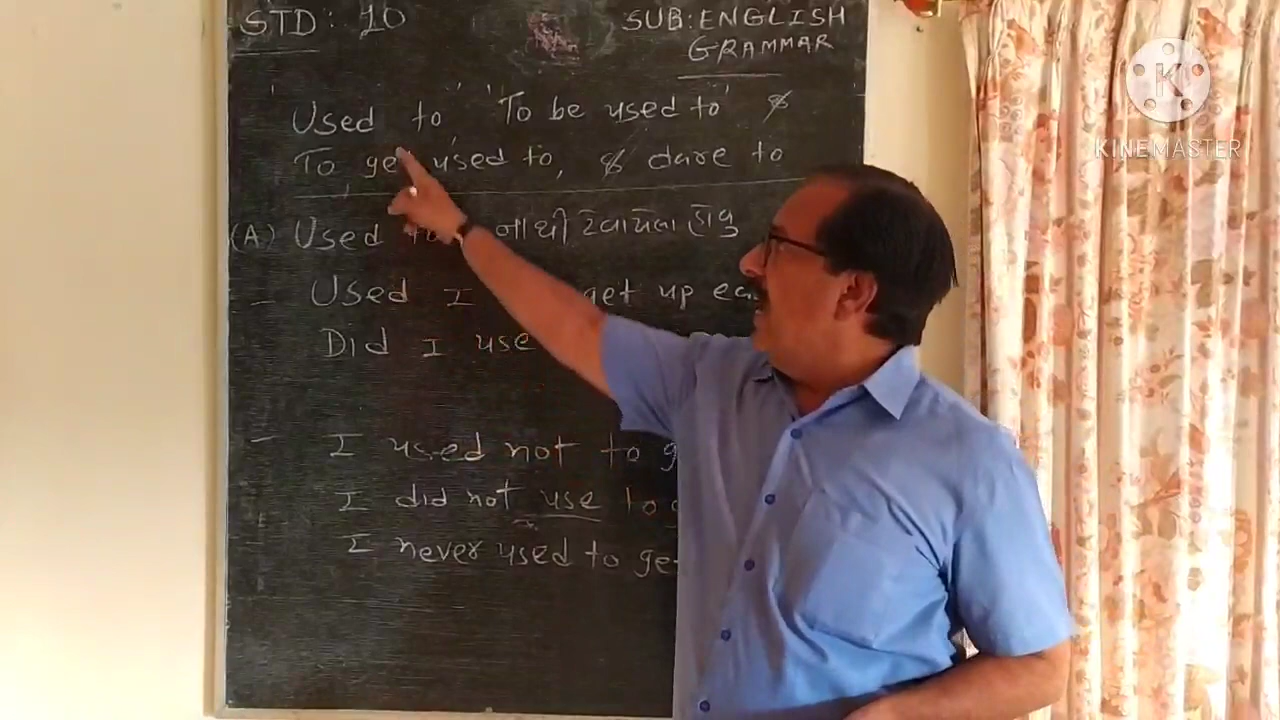 STD: 10
SUB: ENGLISH
GRAMMAR
'Used to', 'To be used to' &
'To get used to, & dare to
(A) Used to
- Used I get up
Did I use
- I used not to
I did not use to
I never used to
KINEMASTER